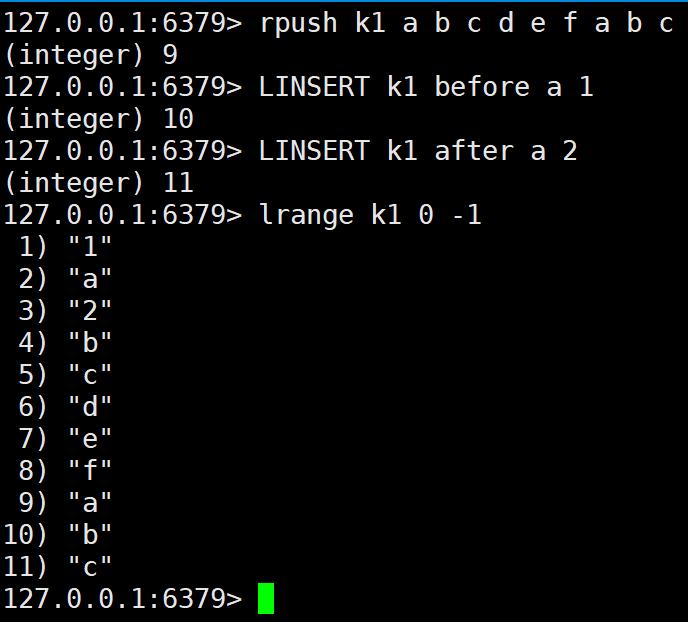 127.0.0.1:6379> rpush k1 a b c d e f a b c
(integer) 9
127.0.0.1:6379> LINSERT k1 before a 1
(integer) 10
127.0.0.1:6379> LINSERT k1 after a 2
(integer) 11
127.0.0.1:6379> lrange k1 0 -1
 1) "1"
 2) "a"
 3) "2"
 4) "b"
 5) "c"
 6) "d"
 7) "e"
 8) "f"
 9) "a"
10) "b"
11) "c"
127.0.0.1:6379>